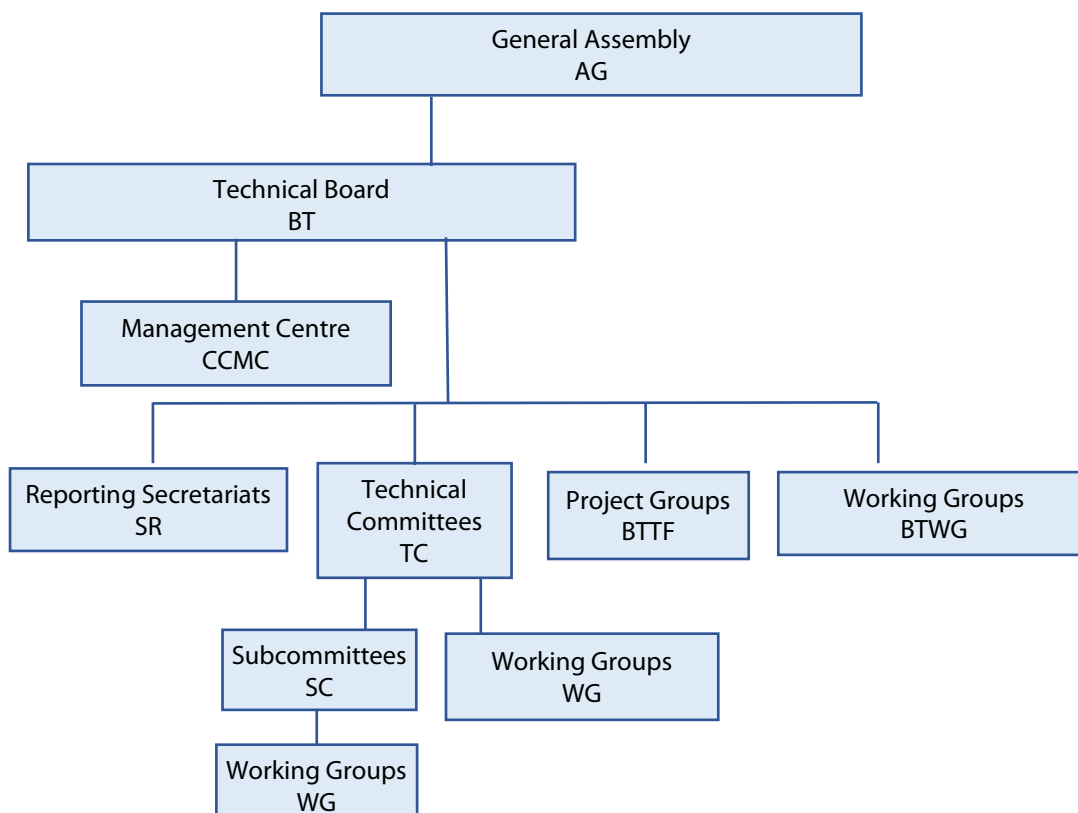 General Assembly
AG
Technical Board
BT
Management Centre
CCMC
Reporting Secretariats
SR
Technical
Committees
TC
Project Groups
BTTF
Working Groups
BTWG
Subcommittees
SC
Working Groups
WG
Working Groups
WG